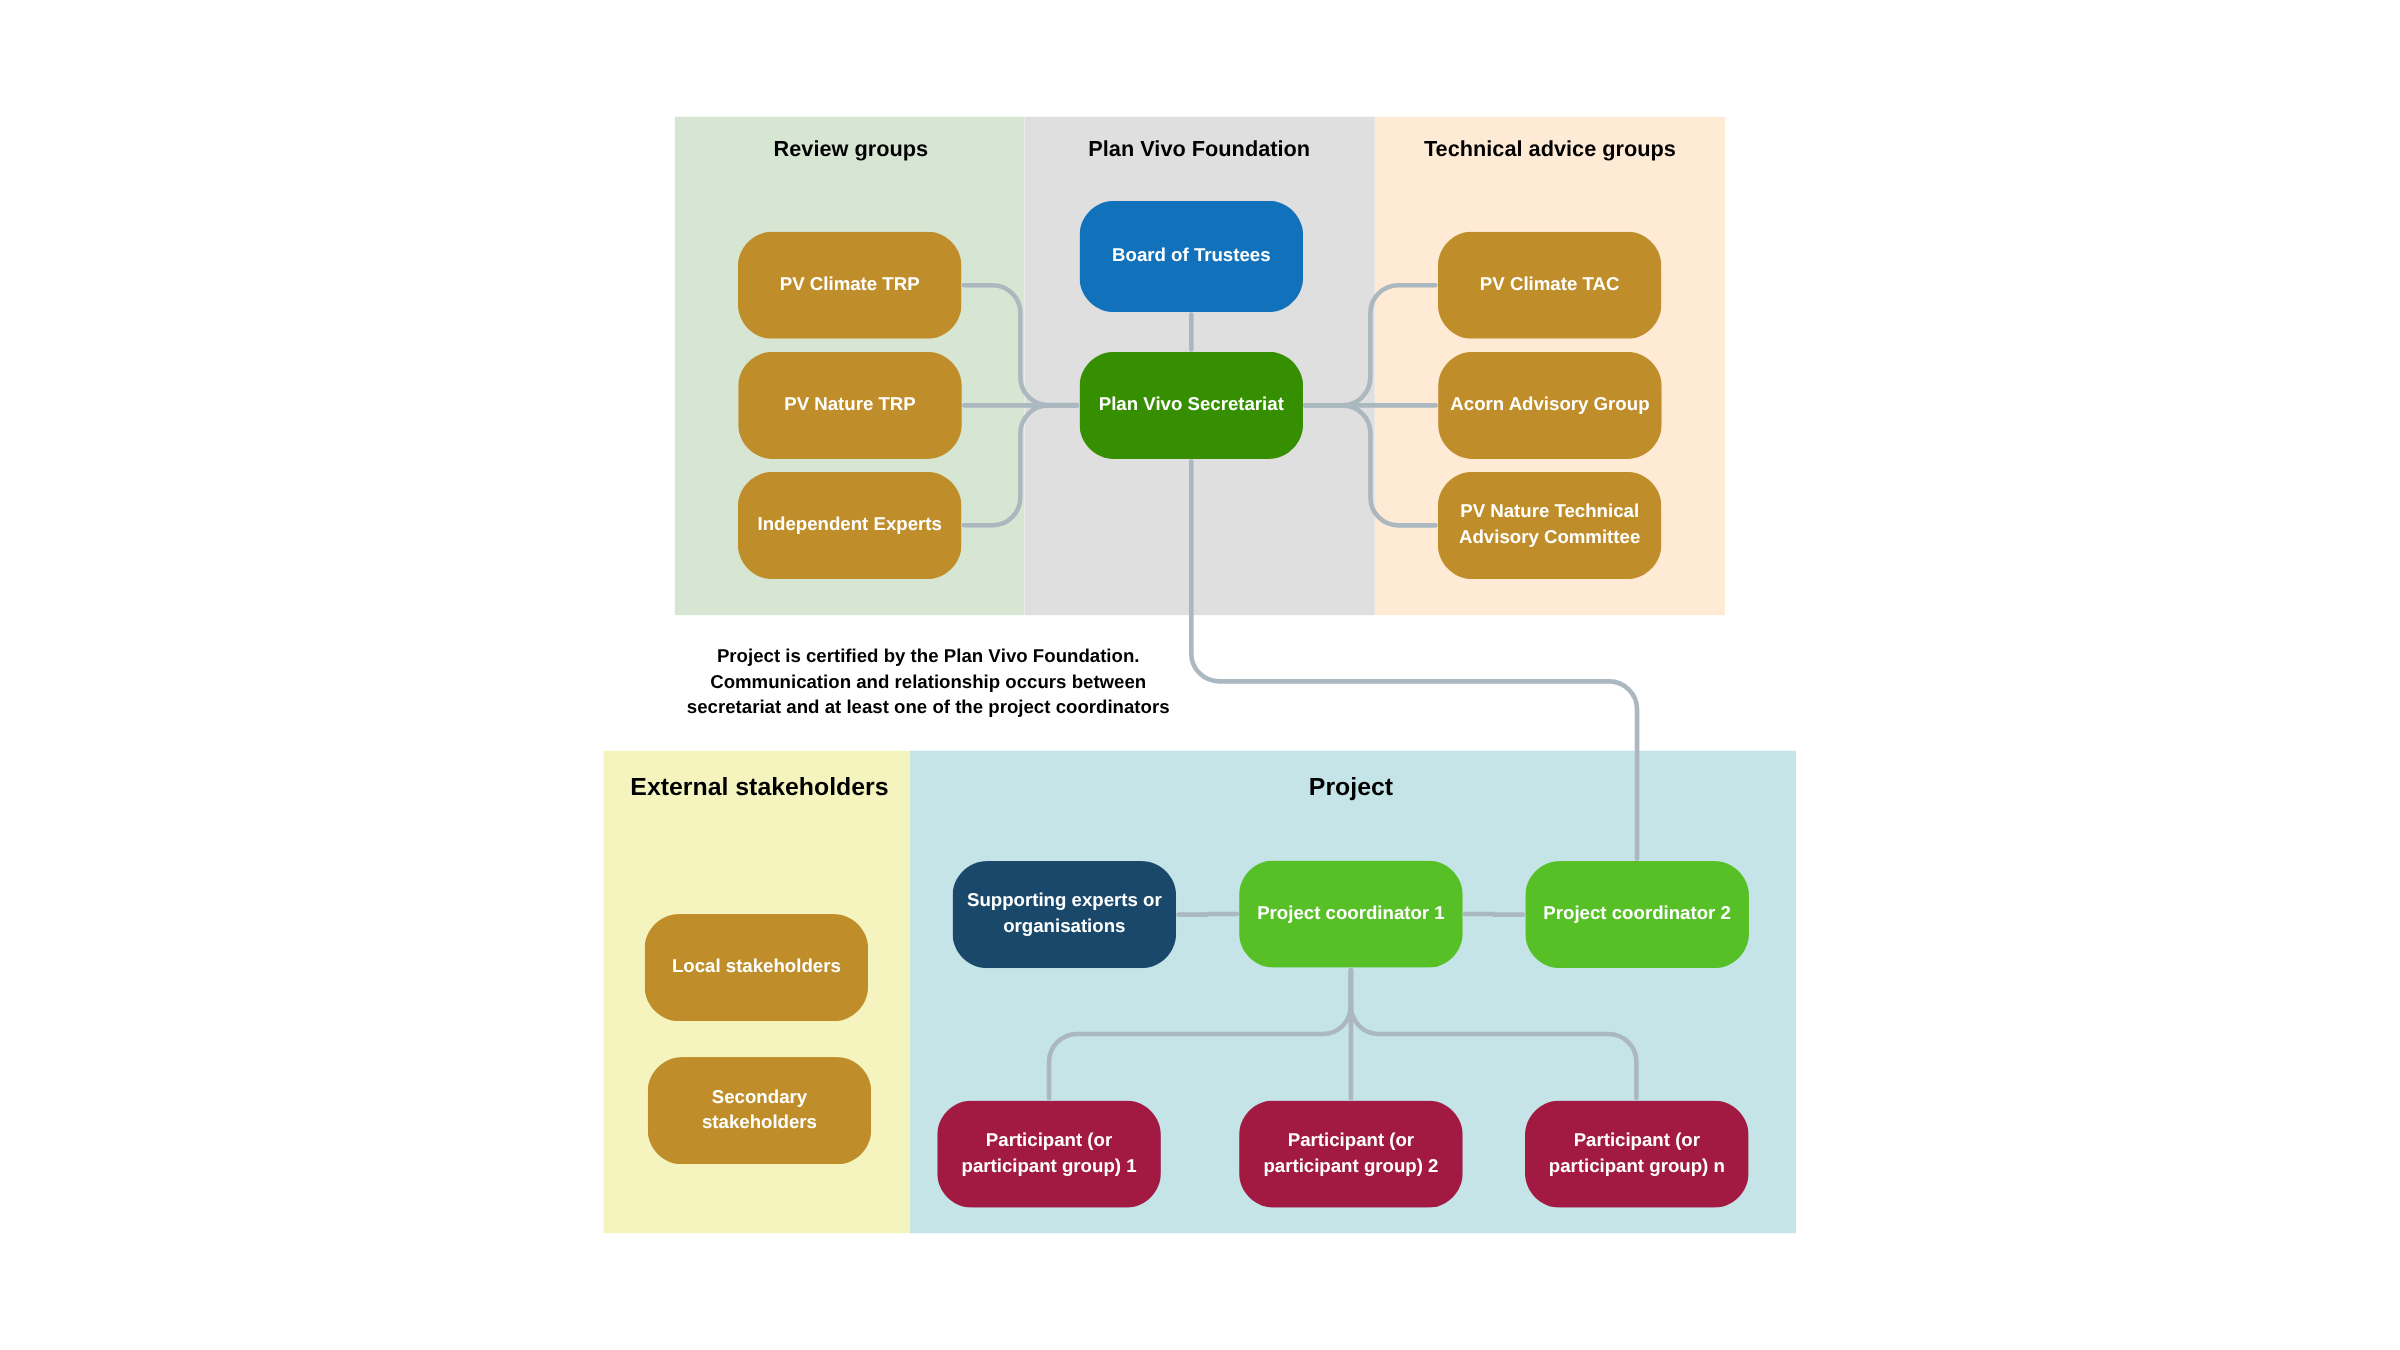 Review groups
Plan Vivo Foundation
Technical advice groups
Board of Trustees
PV Climate TRP
PV Climate TAC
PV Nature TRP
Plan Vivo Secretariat
Acorn Advisory Group
Independent Experts
PV Nature Technical
Advisory Committee
Project is certified by the Plan Vivo Foundation.
Communication and relationship occurs between
secretariat and at least one of the project coordinators
External stakeholders
Project
Supporting experts or
organisations
Project coordinator 1
Project coordinator 2
Local stakeholders
Secondary
stakeholders
Participant (or
participant group) 1
Participant (or
participant group) 2
Participant (or
participant group) n